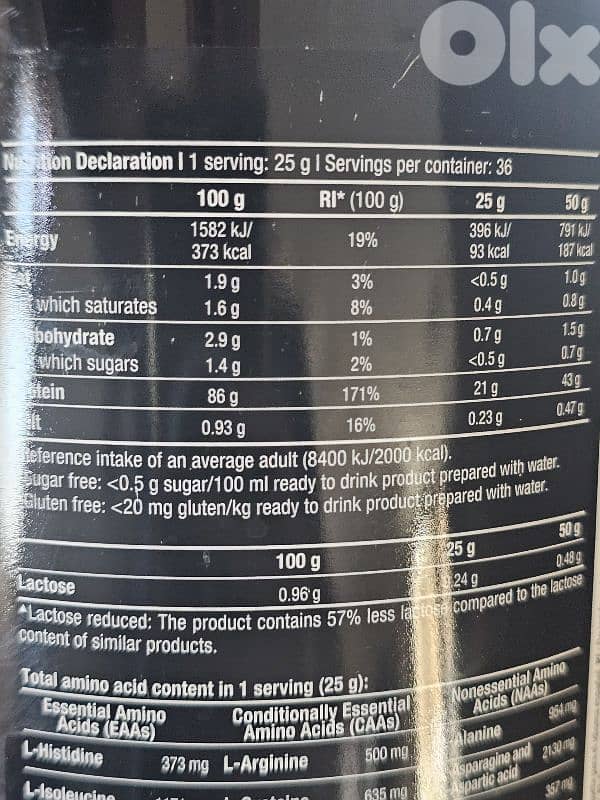 Olx
Declaration | 1 serving: 25 g | Servings per container: 36
100 g RI* (100 g) 25 g 50 g
Energy 1582 kJ/ 373 kcal 19% 396 kJ/ 93 kcal 791 kJ/ 187 kcal
1.9 g 3% <0.5 g 1.0 g
which saturates 1.6 g 8% 0.4 g 0.8 g
bohydrate 2.9 g 1% 0.7 g 1.5 g
which sugars 1.4 g 2% <0.5 g 0.7 g
tein 86 g 171% 21 g 43 g
lt 0.93 g 16% 0.23 g 0.47 g
eference intake of an average adult (8400 kJ/2000 kcal).
Sugar free: <0.5 g sugar/100 ml ready to drink product prepared with water.
Gluten free: <20 mg gluten/kg ready to drink product prepared with water.
100 g 25 g 50 g
Lactose 0.96 g .24 g 0.48 g
▲Lactose reduced: The product contains 57% less lactose compared to the lactose
content of similar products.
Total amino acid content in 1 serving (25 g):
Essential Amino Acids (EAAs) Conditionally Essential Amino Acids (CAAs) Nonessential Amino Acids (NAAs)
L-Histidine 373 mg L-Arginine 500 mg Alanine 954 mg
L-Isoleucine 635 mg Asparagine and Aspartic acid 2130 mg
357 mg